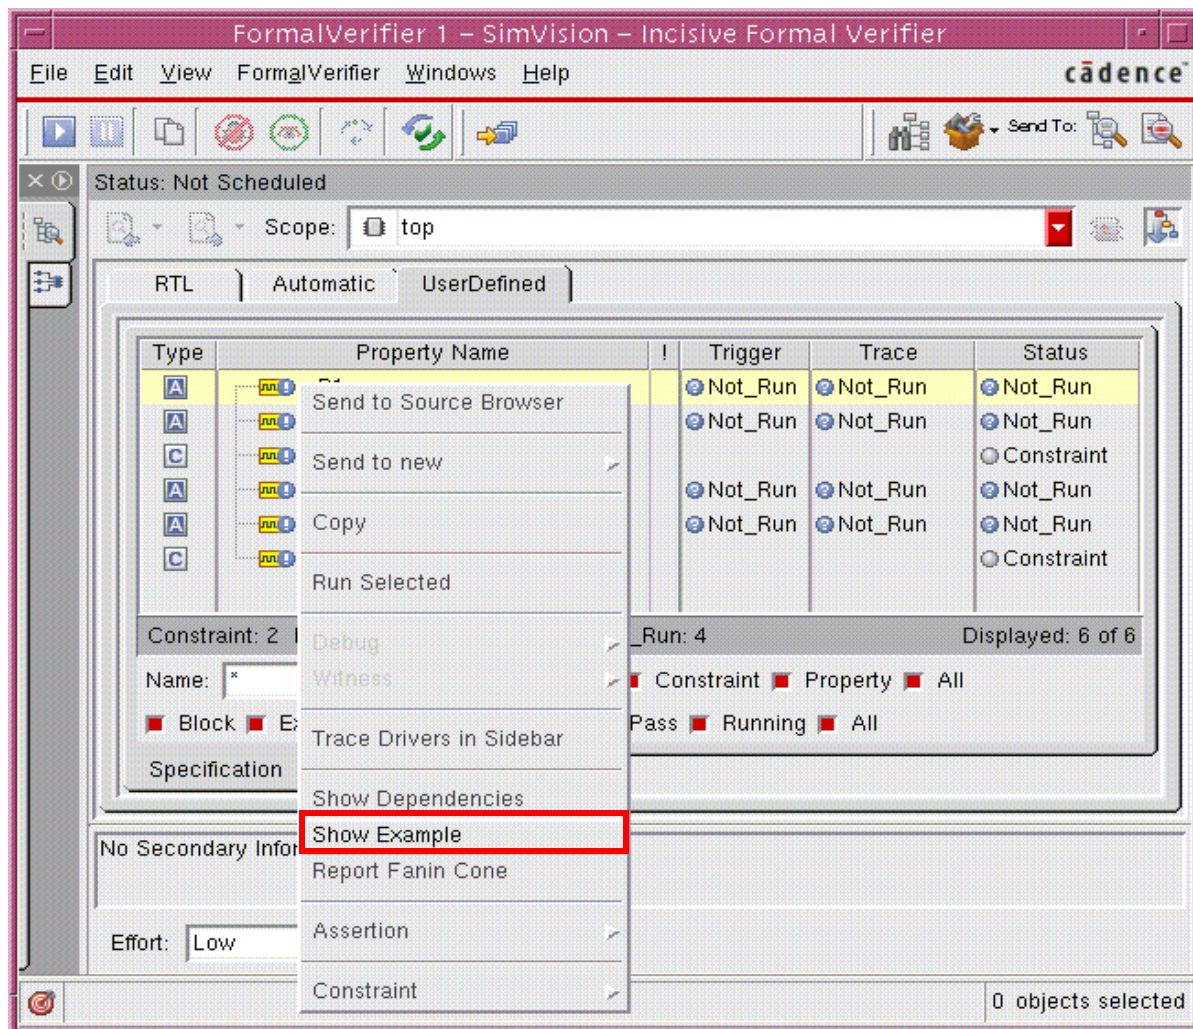 FormalVerifier 1 – SimVision – Incisive Formal Verifier
File Edit View FormalVerifier Windows Help cādence
Send To:
Status: Not Scheduled
Scope: top
RTL Automatic UserDefined
Type Property Name ! Trigger Trace Status
A Not_Run Not_Run Not_Run
A Not_Run Not_Run Not_Run
C Constraint
A Not_Run Not_Run Not_Run
A Not_Run Not_Run Not_Run
C Constraint
Send to Source Browser
Send to new
Copy
Run Selected
Debug
Witness
Trace Drivers in Sidebar
Show Dependencies
Show Example
Report Fanin Cone
Assertion
Constraint
Constraint: 2 _Run: 4 Displayed: 6 of 6
Name: * Constraint Property All
Block Pass Running All
Specification
No Secondary
Effort: Low
0 objects selected